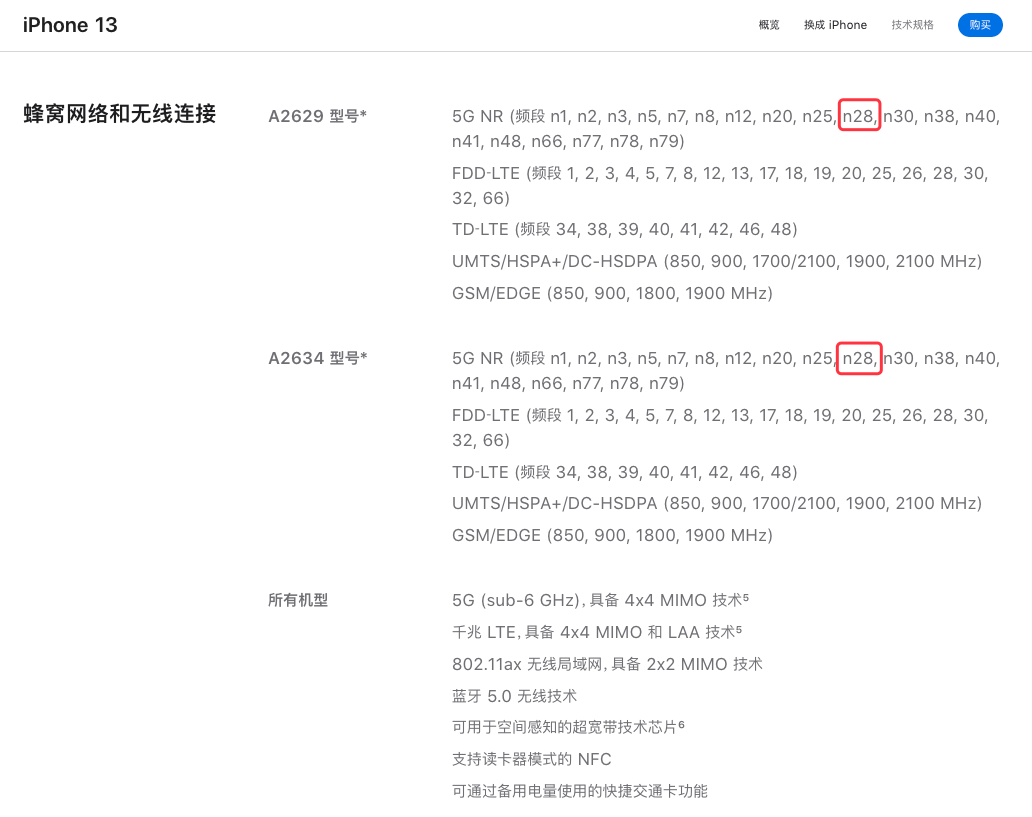 iPhone 13
概览 换成 iPhone 技术规格 购买
蜂窝网络和无线连接
A2629 型号*
5G NR (频段 n1, n2, n3, n5, n7, n8, n12, n20, n25, n28, n30, n38, n40,
n41, n48, n66, n77, n78, n79)
FDD-LTE (频段 1, 2, 3, 4, 5, 7, 8, 12, 13, 17, 18, 19, 20, 25, 26, 28, 30,
32, 66)
TD-LTE (频段 34, 38, 39, 40, 41, 42, 46, 48)
UMTS/HSPA+/DC-HSDPA (850, 900, 1700/2100, 1900, 2100 MHz)
GSM/EDGE (850, 900, 1800, 1900 MHz)
A2634 型号*
5G NR (频段 n1, n2, n3, n5, n7, n8, n12, n20, n25, n28, n30, n38, n40,
n41, n48, n66, n77, n78, n79)
FDD-LTE (频段 1, 2, 3, 4, 5, 7, 8, 12, 13, 17, 18, 19, 20, 25, 26, 28, 30,
32, 66)
TD-LTE (频段 34, 38, 39, 40, 41, 42, 46, 48)
UMTS/HSPA+/DC-HSDPA (850, 900, 1700/2100, 1900, 2100 MHz)
GSM/EDGE (850, 900, 1800, 1900 MHz)
所有机型
5G (sub-6 GHz)，具备 4x4 MIMO 技术⁵
千兆 LTE，具备 4x4 MIMO 和 LAA 技术⁵
802.11ax 无线局域网，具备 2x2 MIMO 技术
蓝牙 5.0 无线技术
可用于空间感知的超宽带技术芯片⁶
支持读卡器模式的 NFC
可通过备用电量使用的快捷交通卡功能